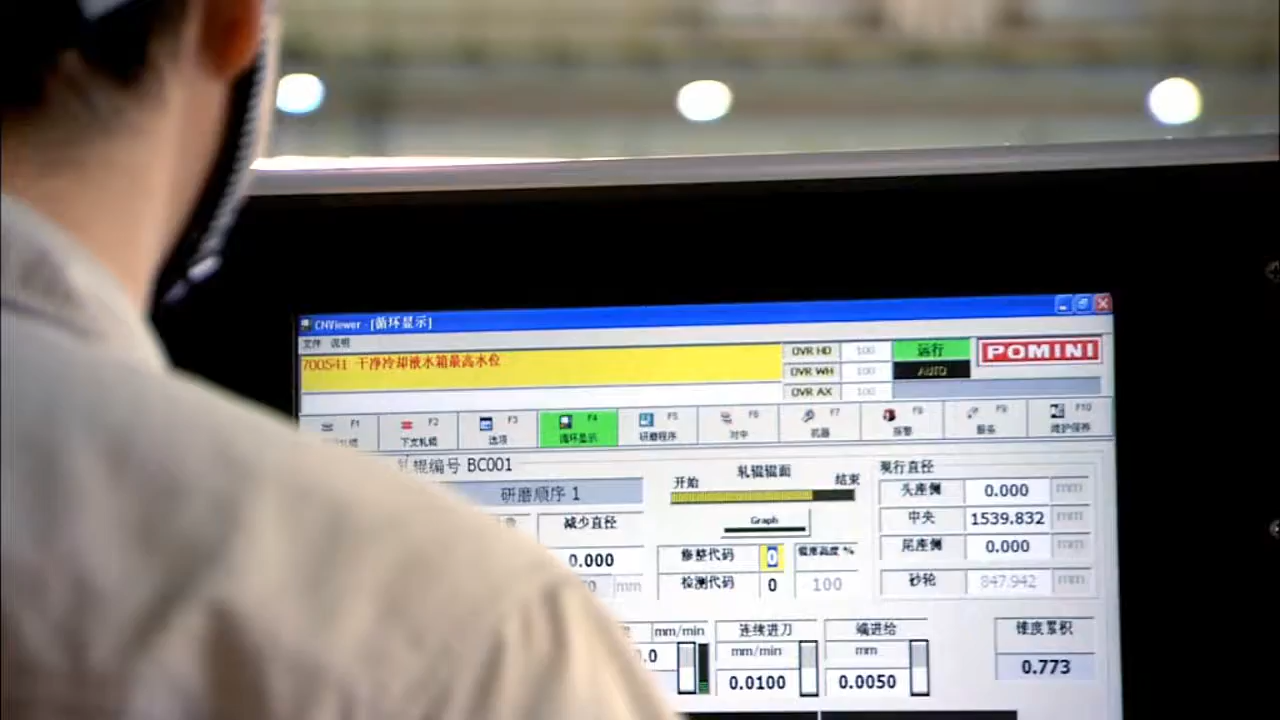 CNViewer - [循环显示]
文件 说明
700541 干净冷却液水箱最高水位
OVR HD 100
运行
POMINI
OVR WH 100
AUTO
OVR AX 100
F1 F2 F3 F4 F5 F6 F7 F8 F9 F10
下支轧辊 选项 循环显示 研磨程序 对中 机器 报警 服务 维护保养
轧辊编号 BC001
研磨顺序 1
减少直径
0.000
mm
轧辊辊面
开始 结束
Graph
修整代码 0
检测代码 0
100
现行直径
头座侧 0.000 mm
中央 1539.832 mm
尾座侧 0.000 mm
砂轮 847.942 mm
mm/min
.0
连续进刀
mm/min
0.0100
端进给
mm
0.0050
锥度累积
0.773